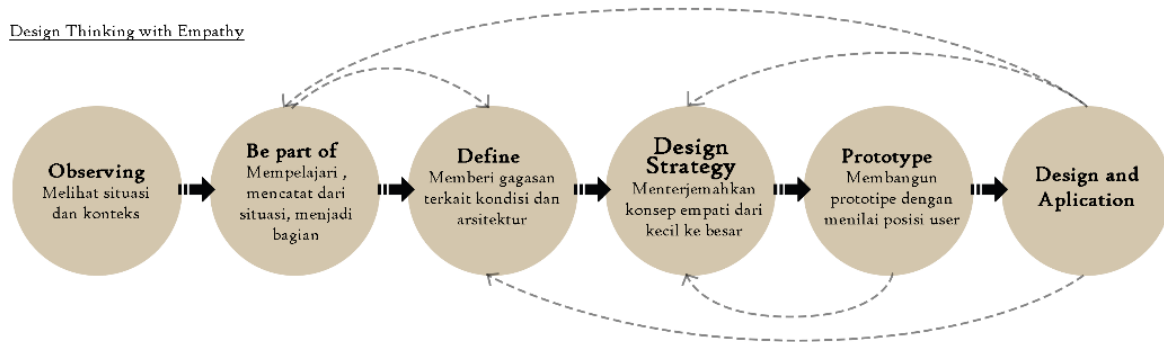 Design Thinking with Empathy
Observing
Melihat situasi
dan konteks
Be part of
Mempelajari ,
mencatat dari
situasi, menjadi
bagian
Define
Memberi gagasan
terkait kondisi dan
arsitektur
Design
Strategy
Menterjemahkan
konsep empati dari
kecil ke besar
Prototype
Membangun
prototipe dengan
menilai posisi user
Design and
Aplication